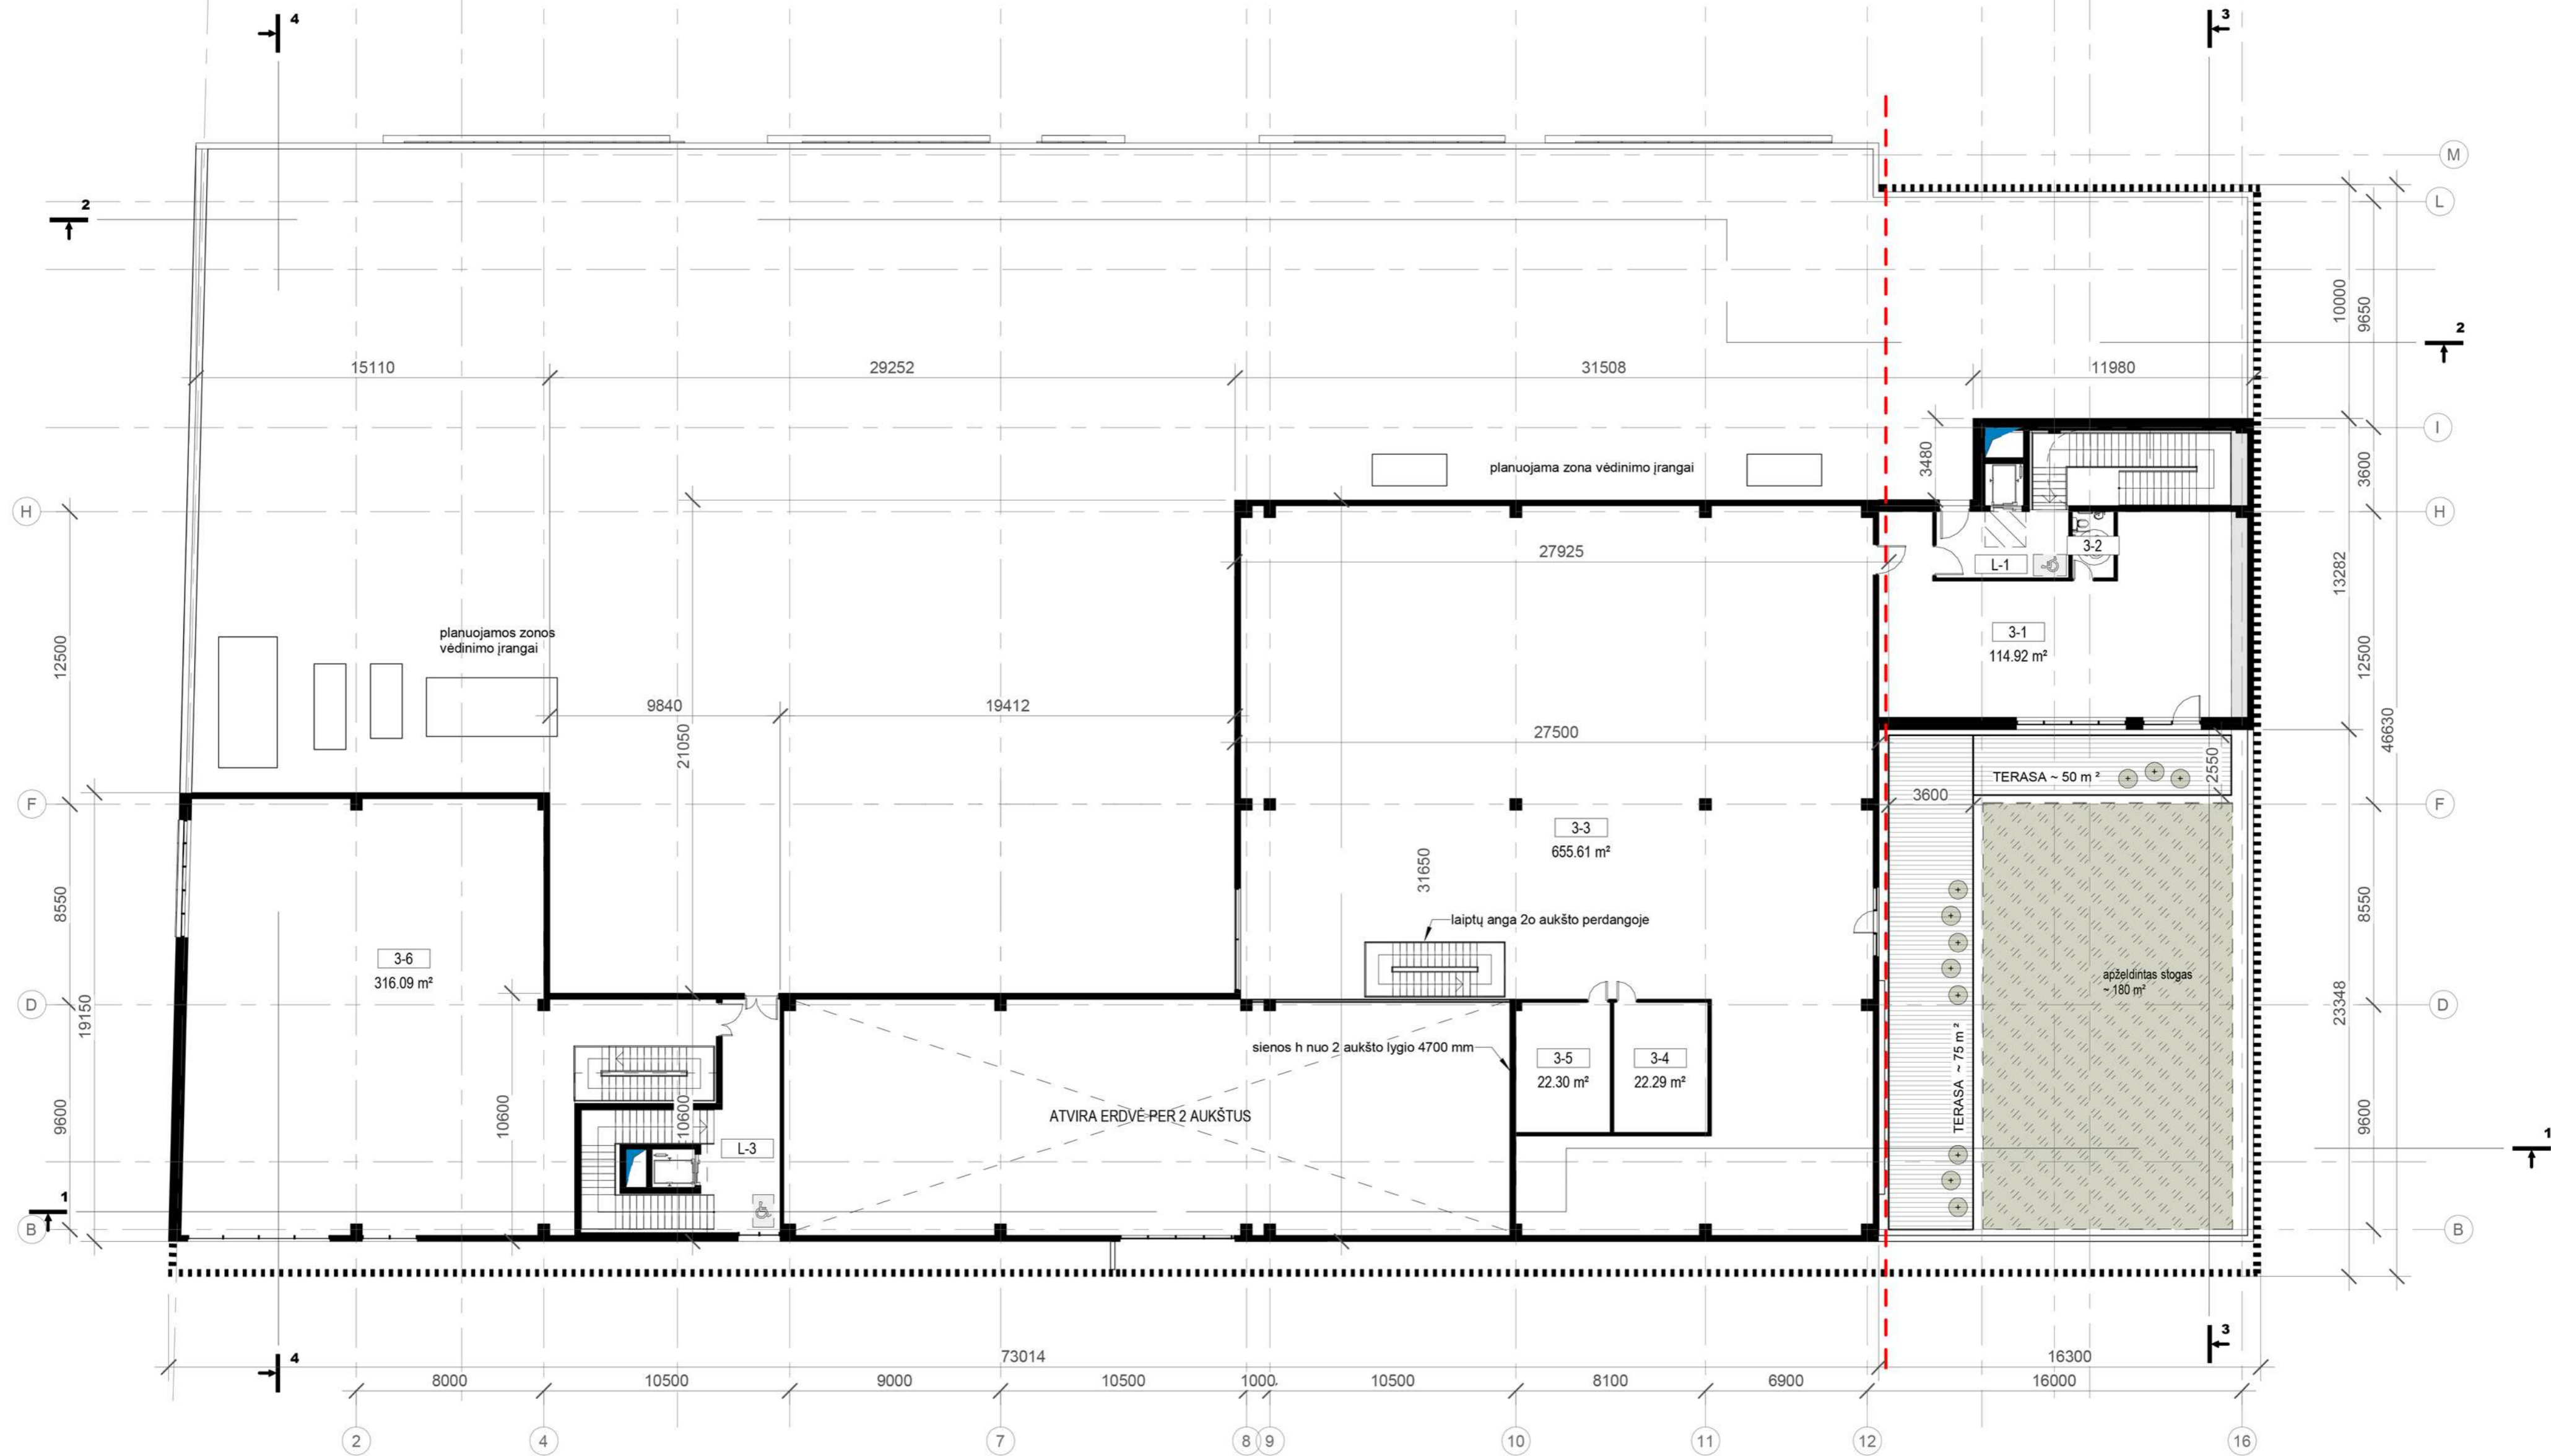 4
3
M
2
L
10000
9650
2
15110
29252
31508
11980
I
3480
3600
planuojama zona vėdinimo įrangai
H
H
27925
3-2
L-1
13282
planuojamos zonos
vėdinimo įrangai
3-1
114.92 m²
12500
12500
9840
19412
21050
27500
46630
2550
TERASA ~ 50 m ²
3600
F
F
3-3
655.61 m²
31650
8550
8550
laiptų anga 2o aukšto perdangoje
3-6
316.09 m²
apželdintas stogas
~ 180 m²
D
D
19150
23348
sienos h nuo 2 aukšto lygio 4700 mm
3-5
22.30 m²
3-4
22.29 m²
TERASA ~ 75 m ²
9600
10600
10600
ATVIRA ERDVĖ PER 2 AUKŠTUS
9600
L-3
1
1
B
B
4
3
73014
16300
8000
10500
9000
10500
1000
10500
8100
6900
16000
2
4
7
8
9
10
11
12
16